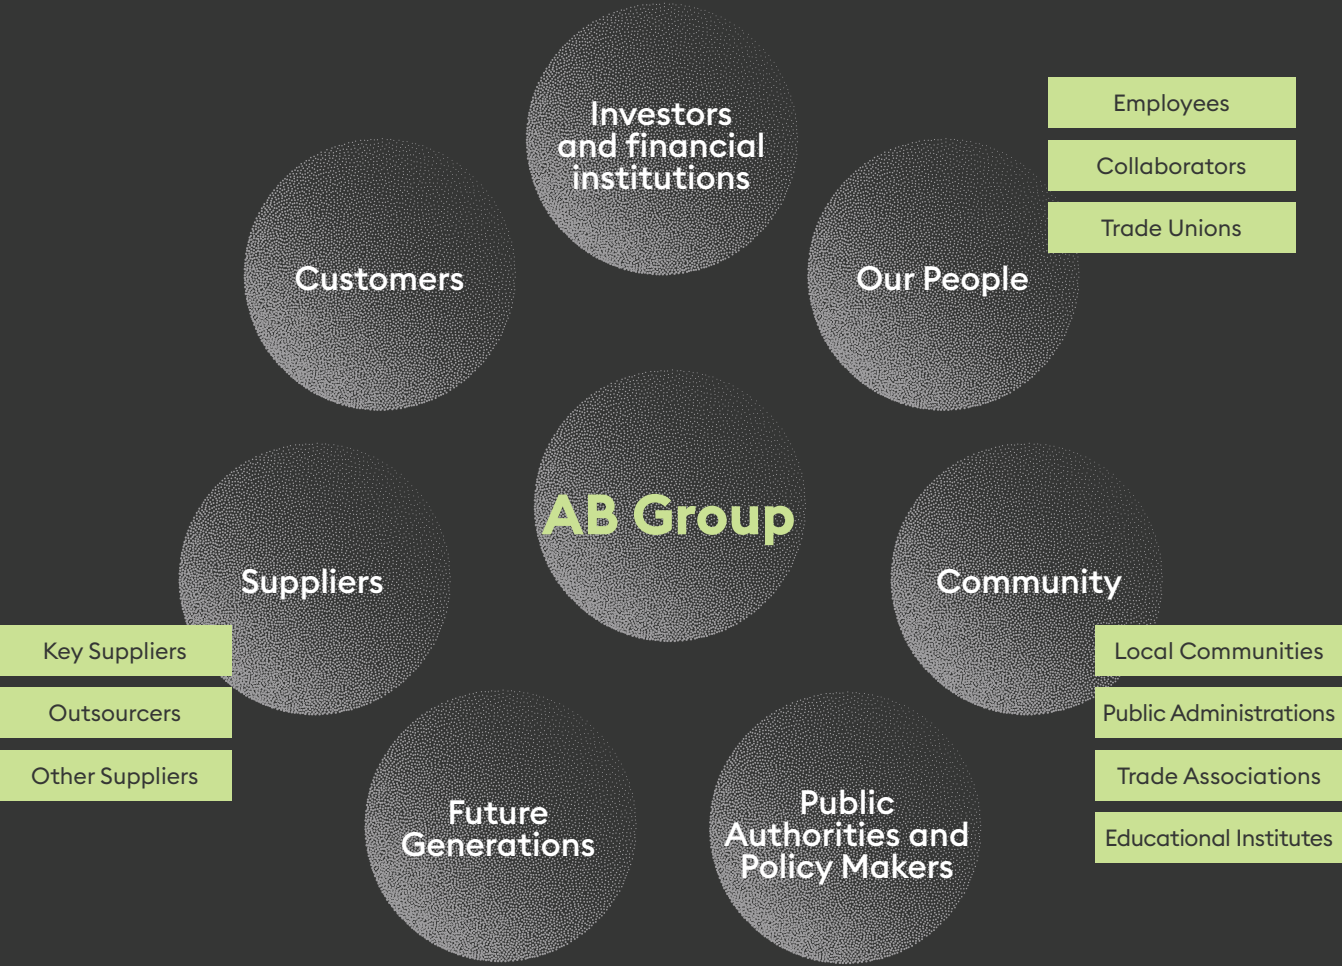 Investors
and financial
institutions
Employees
Collaborators
Trade Unions
Customers
Our People
AB Group
Suppliers
Community
Key Suppliers
Outsourcers
Other Suppliers
Local Communities
Public Administrations
Trade Associations
Educational Institutes
Future
Generations
Public
Authorities and
Policy Makers